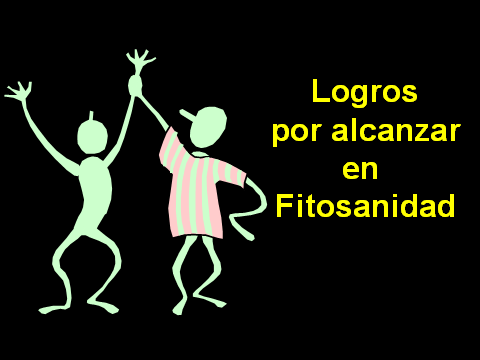 Logros
por alcanzar
en
Fitosanidad